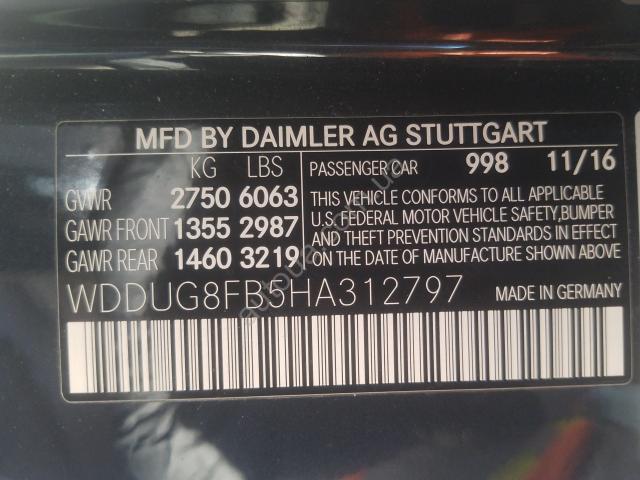 MFD BY DAIMLER AG STUTTGART
KG LBS
GVWR 2750 6063
GAWR FRONT 1355 2987
GAWR REAR 1460 3219
PASSENGER CAR 998 11/16
THIS VEHICLE CONFORMS TO ALL APPLICABLE
U.S. FEDERAL MOTOR VEHICLE SAFETY,BUMPER
AND THEFT PREVENTION STANDARDS IN EFFECT
ON THE DATE OF MANUFACTURE SHOWN ABOVE.
WDDUG8FB5HA312797 MADE IN GERMANY